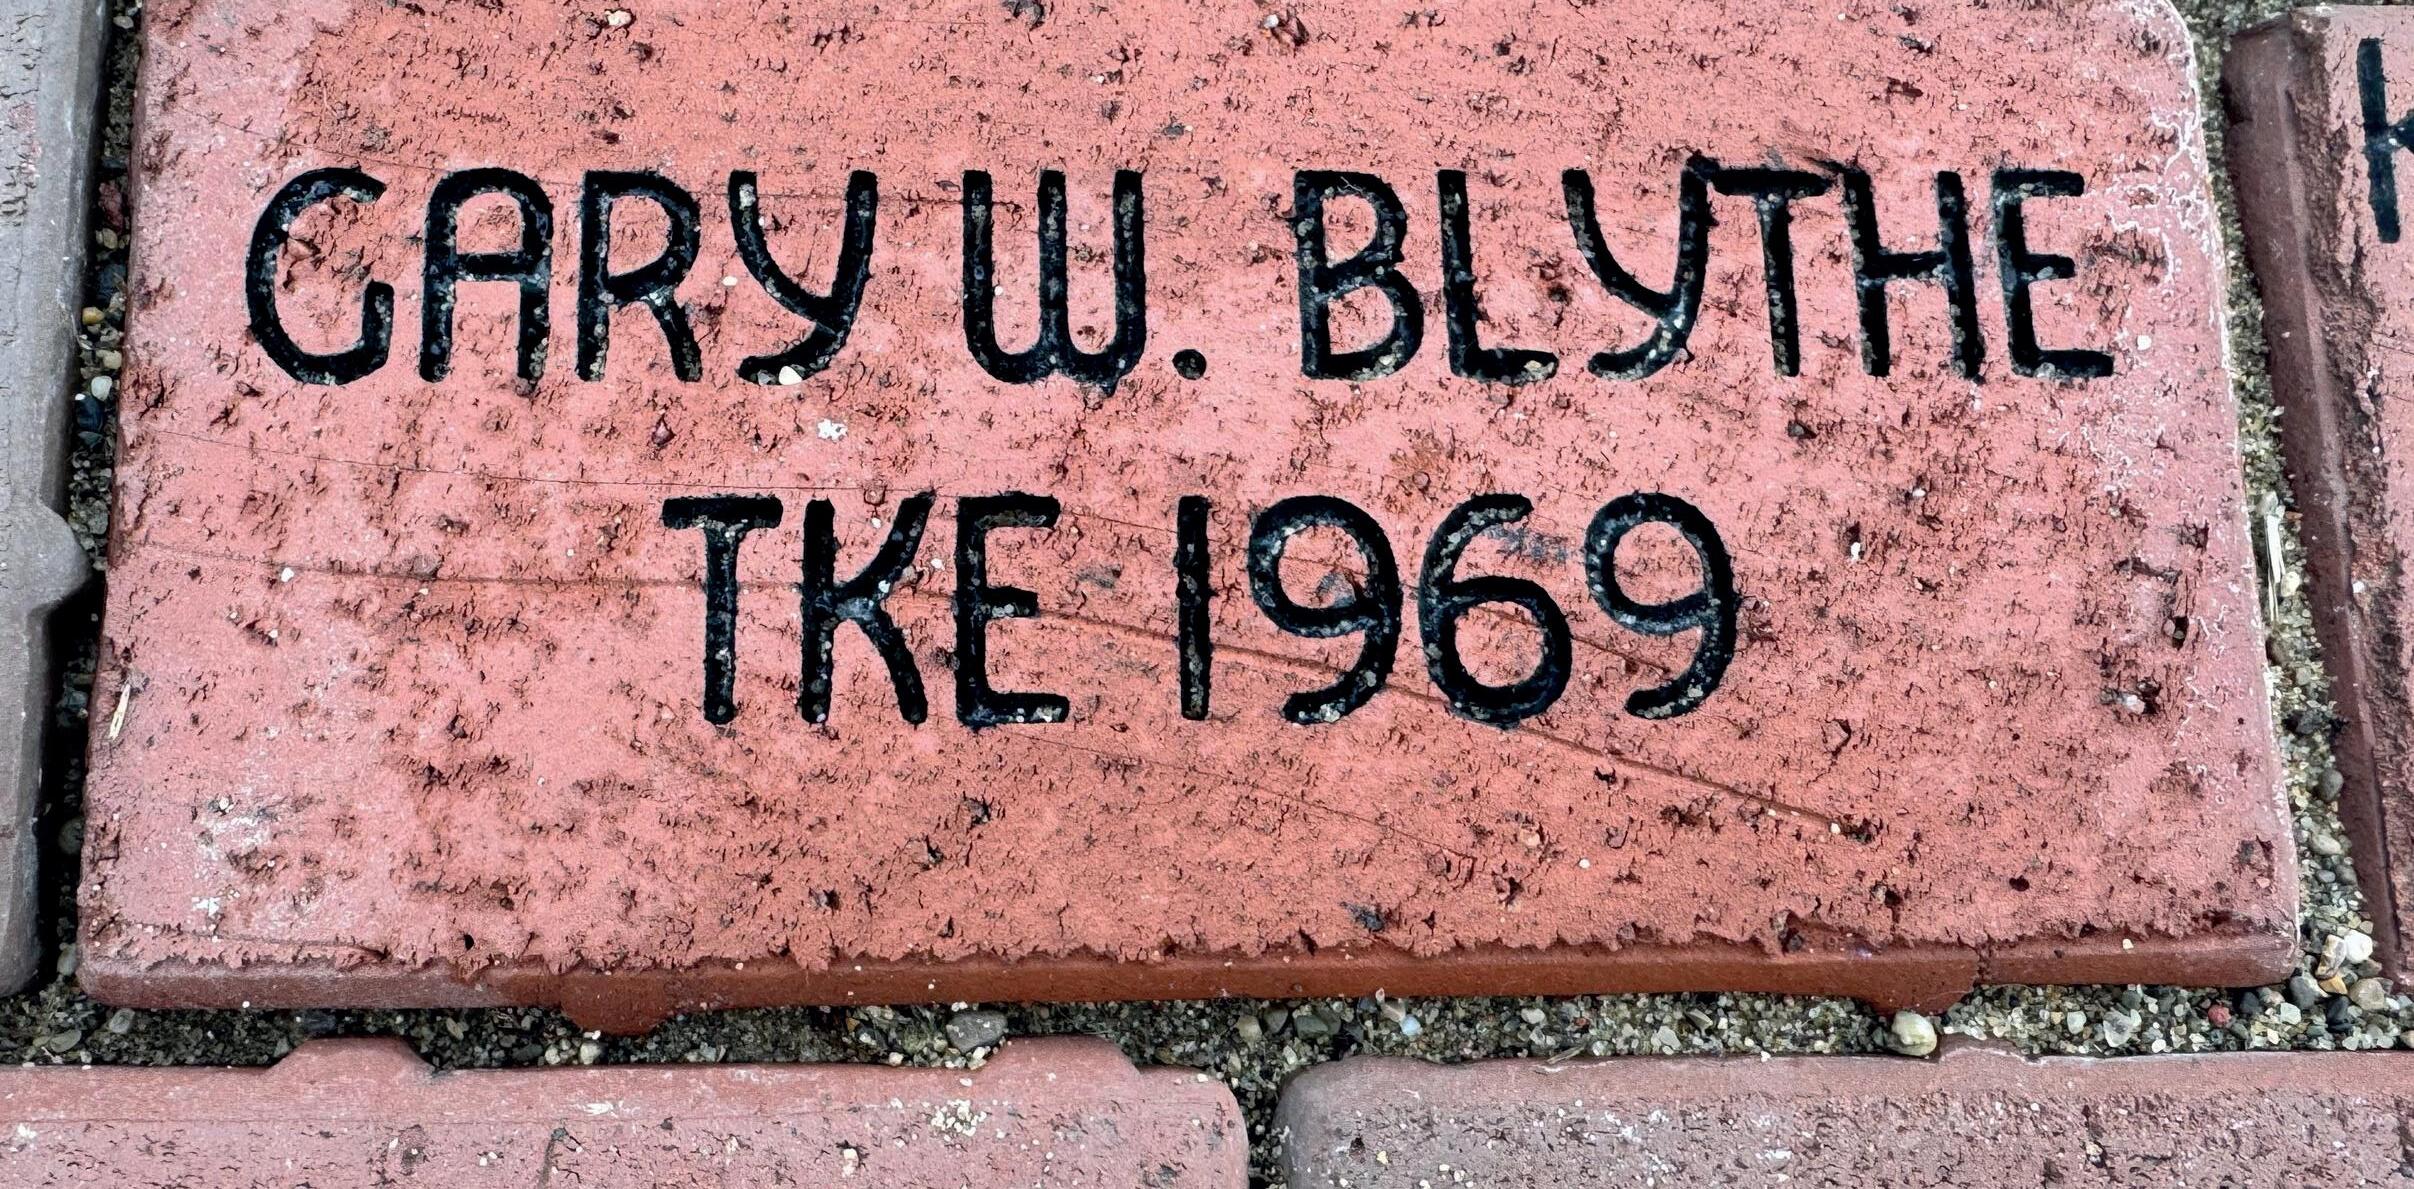 GARY W. BLYTHE
TKE 1969